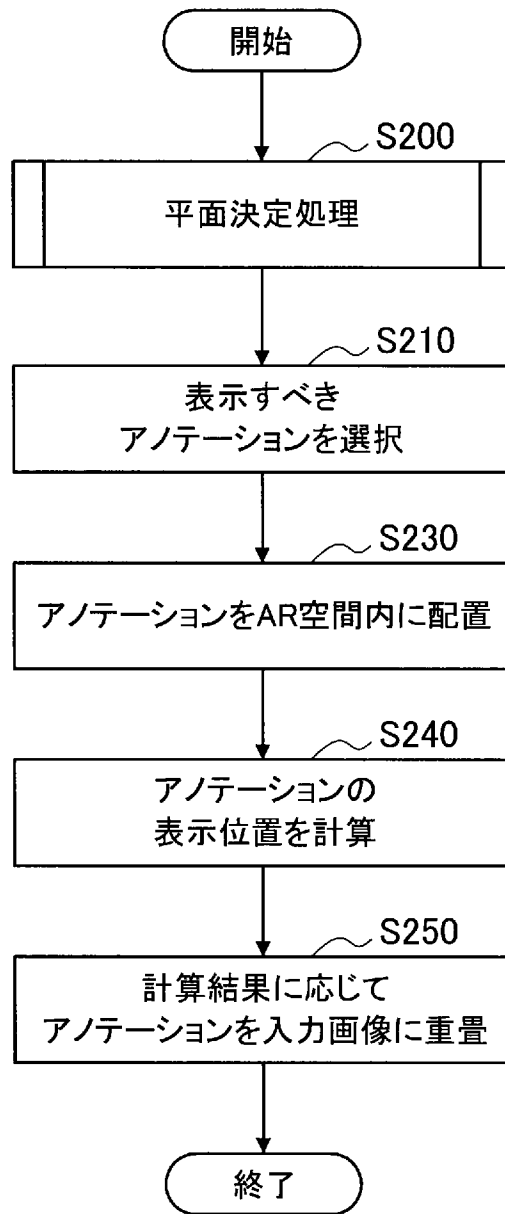 開始
S200
平面決定処理
S210
表示すべき
アノテーションを選択
S230
アノテーションをAR空間内に配置
S240
アノテーションの
表示位置を計算
S250
計算結果に応じて
アノテーションを入力画像に重畳
終了